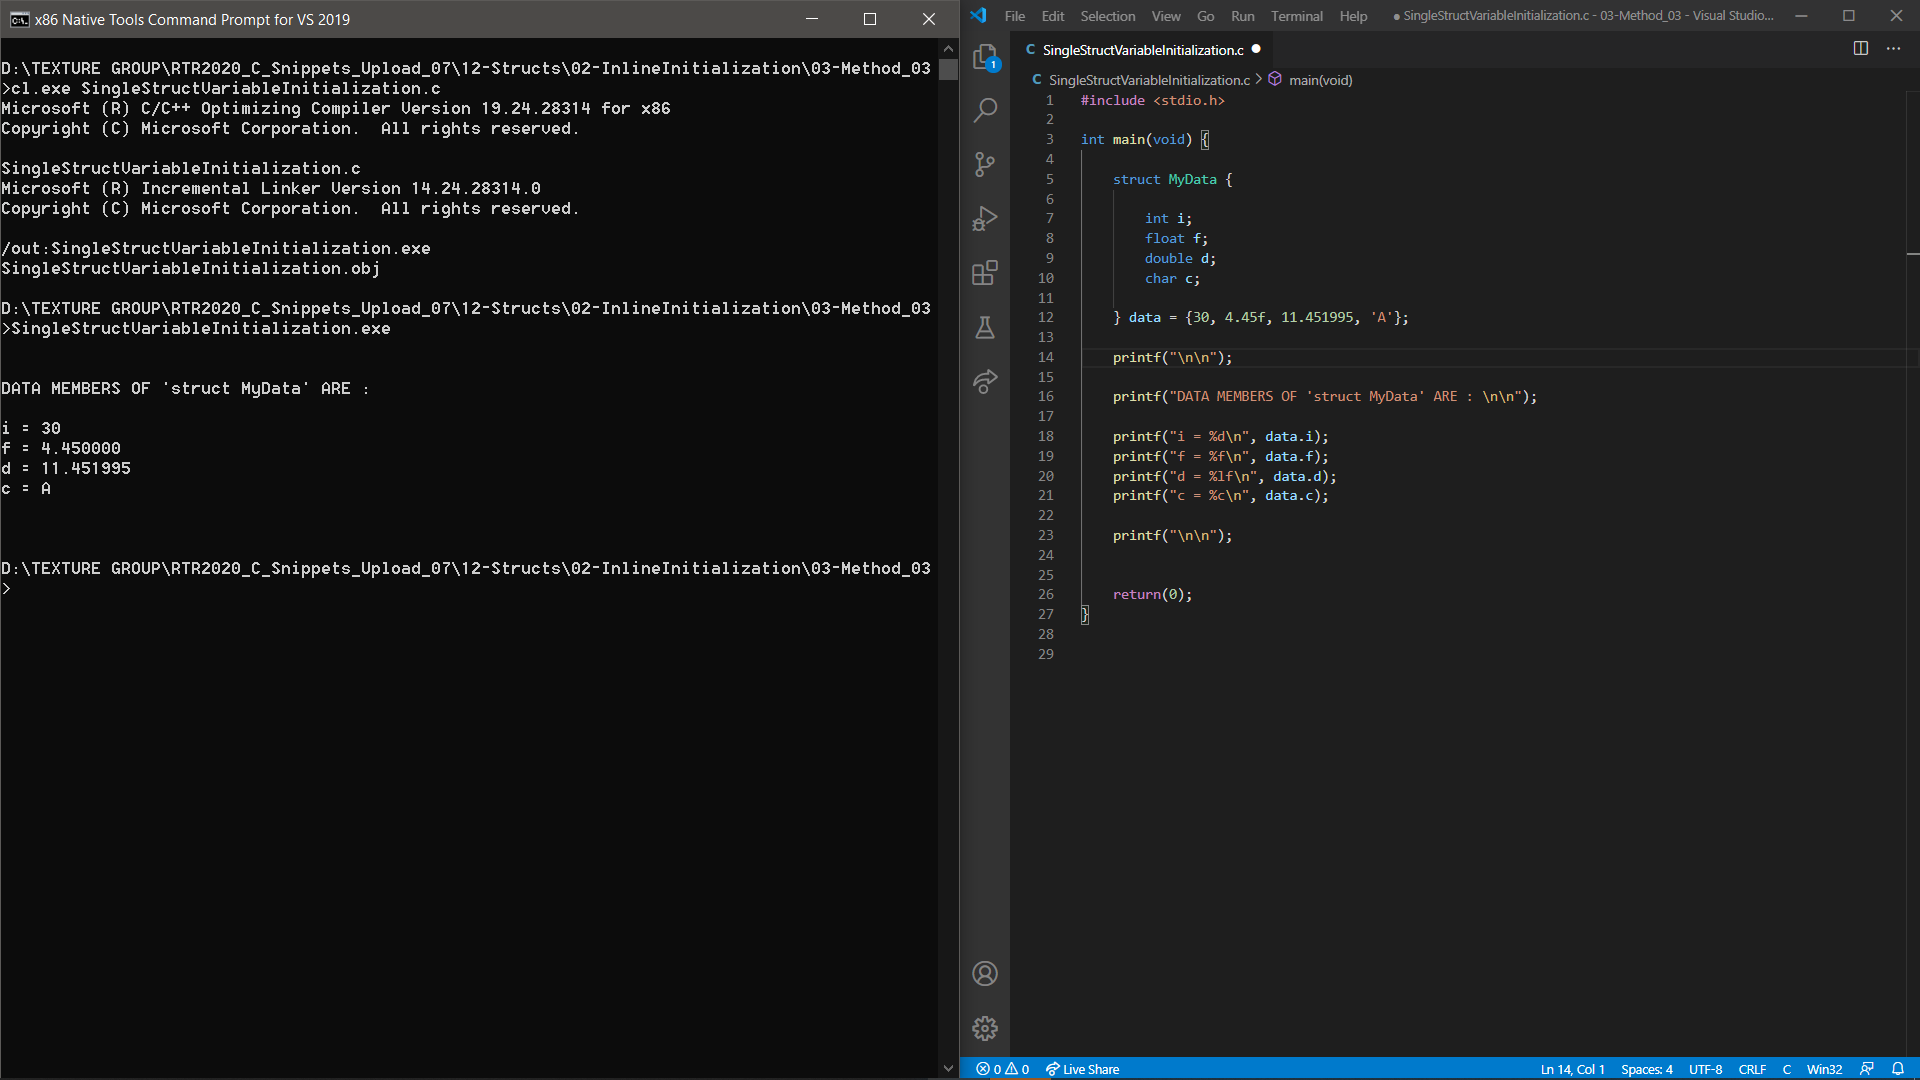 x86 Native Tools Command Prompt for VS 2019
D:\TEXTURE GROUP\RTR2020_C_Snippets_Upload_07\12-Structs\02-InlineInitialization\03-Method_03
>cl.exe SingleStructVariableInitialization.c
Microsoft (R) C/C++ Optimizing Compiler Version 19.24.28314 for x86
Copyright (C) Microsoft Corporation.  All rights reserved.
SingleStructVariableInitialization.c
Microsoft (R) Incremental Linker Version 14.24.28314.0
Copyright (C) Microsoft Corporation.  All rights reserved.
/out:SingleStructVariableInitialization.exe
SingleStructVariableInitialization.obj
D:\TEXTURE GROUP\RTR2020_C_Snippets_Upload_07\12-Structs\02-InlineInitialization\03-Method_03
>SingleStructVariableInitialization.exe
DATA MEMBERS OF 'struct MyData' ARE :
i = 30
f = 4.450000
d = 11.451995
c = A
D:\TEXTURE GROUP\RTR2020_C_Snippets_Upload_07\12-Structs\02-InlineInitialization\03-Method_03
>
File Edit Selection View Go Run Terminal Help ● SingleStructVariableInitialization.c - 03-Method_03 - Visual Studio...
C SingleStructVariableInitialization.c ●
C SingleStructVariableInitialization.c > main(void)
1
1 #include <stdio.h>
2
3 int main(void) {
4
5     struct MyData {
6
7         int i;
8         float f;
9         double d;
10         char c;
11
12     } data = {30, 4.45f, 11.451995, 'A'};
13
14     printf("\n\n");
15
16     printf("DATA MEMBERS OF 'struct MyData' ARE : \n\n");
17
18     printf("i = %d\n", data.i);
19     printf("f = %f\n", data.f);
20     printf("d = %lf\n", data.d);
21     printf("c = %c\n", data.c);
22
23     printf("\n\n");
24
25
26     return(0);
27 }
28
29
0 0 Live Share Ln 14, Col 1 Spaces: 4 UTF-8 CRLF C Win32